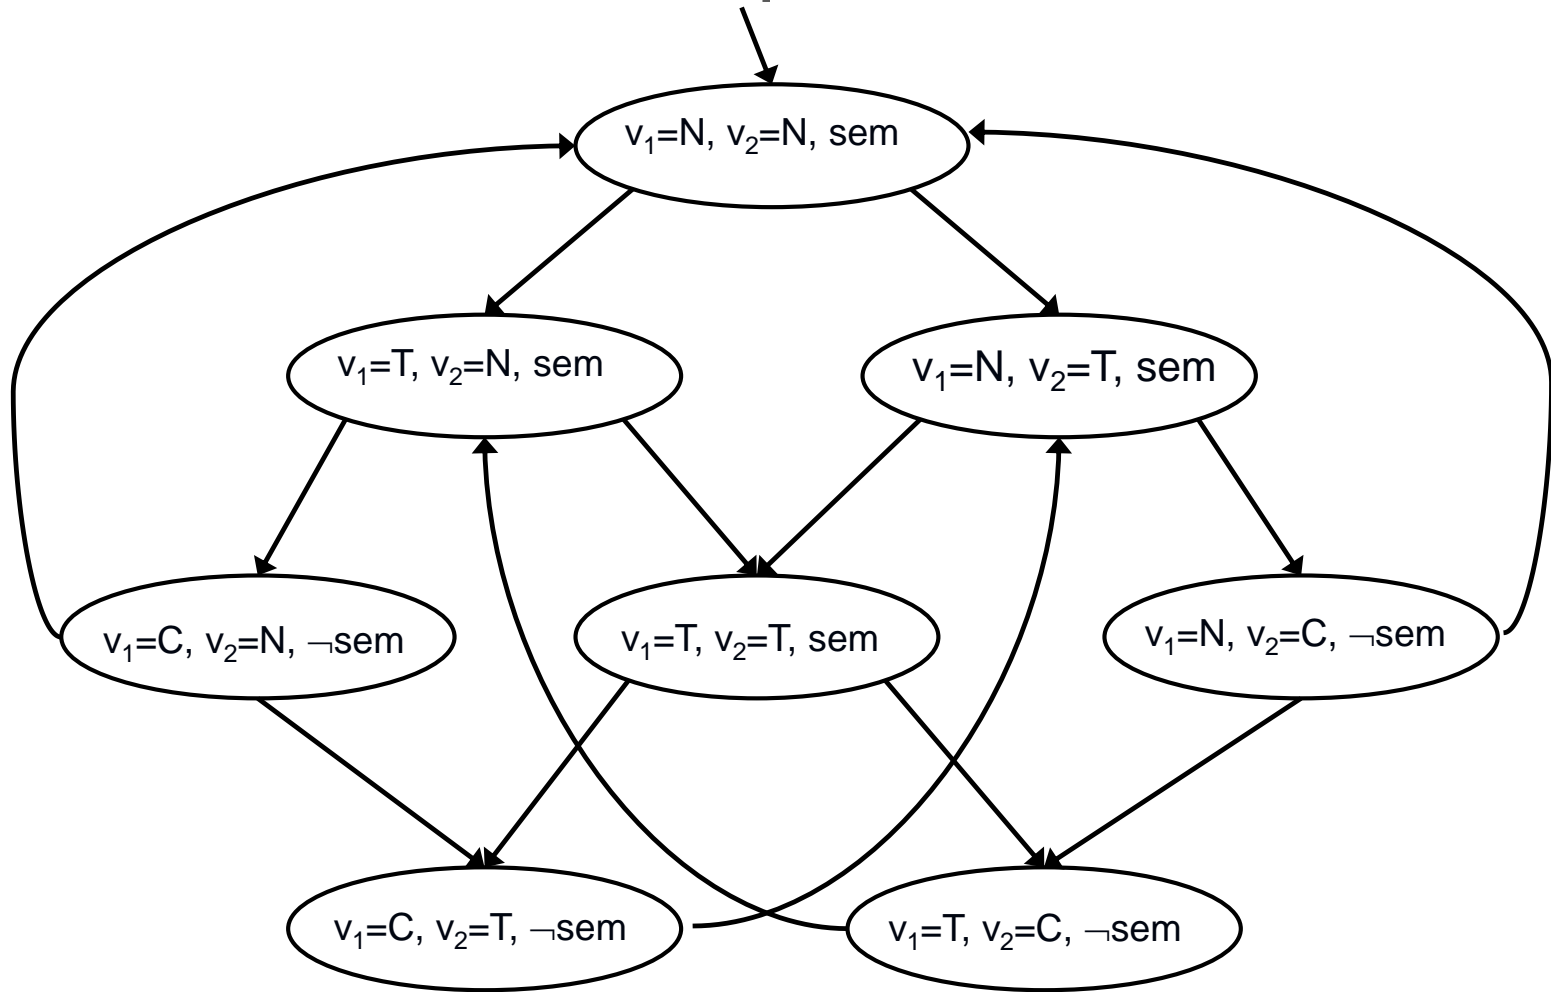 v₁=N, v₂=N, sem
v₁=T, v₂=N, sem
v₁=N, v₂=T, sem
v₁=C, v₂=N, ¬sem
v₁=T, v₂=T, sem
v₁=N, v₂=C, ¬sem
v₁=C, v₂=T, ¬sem
v₁=T, v₂=C, ¬sem